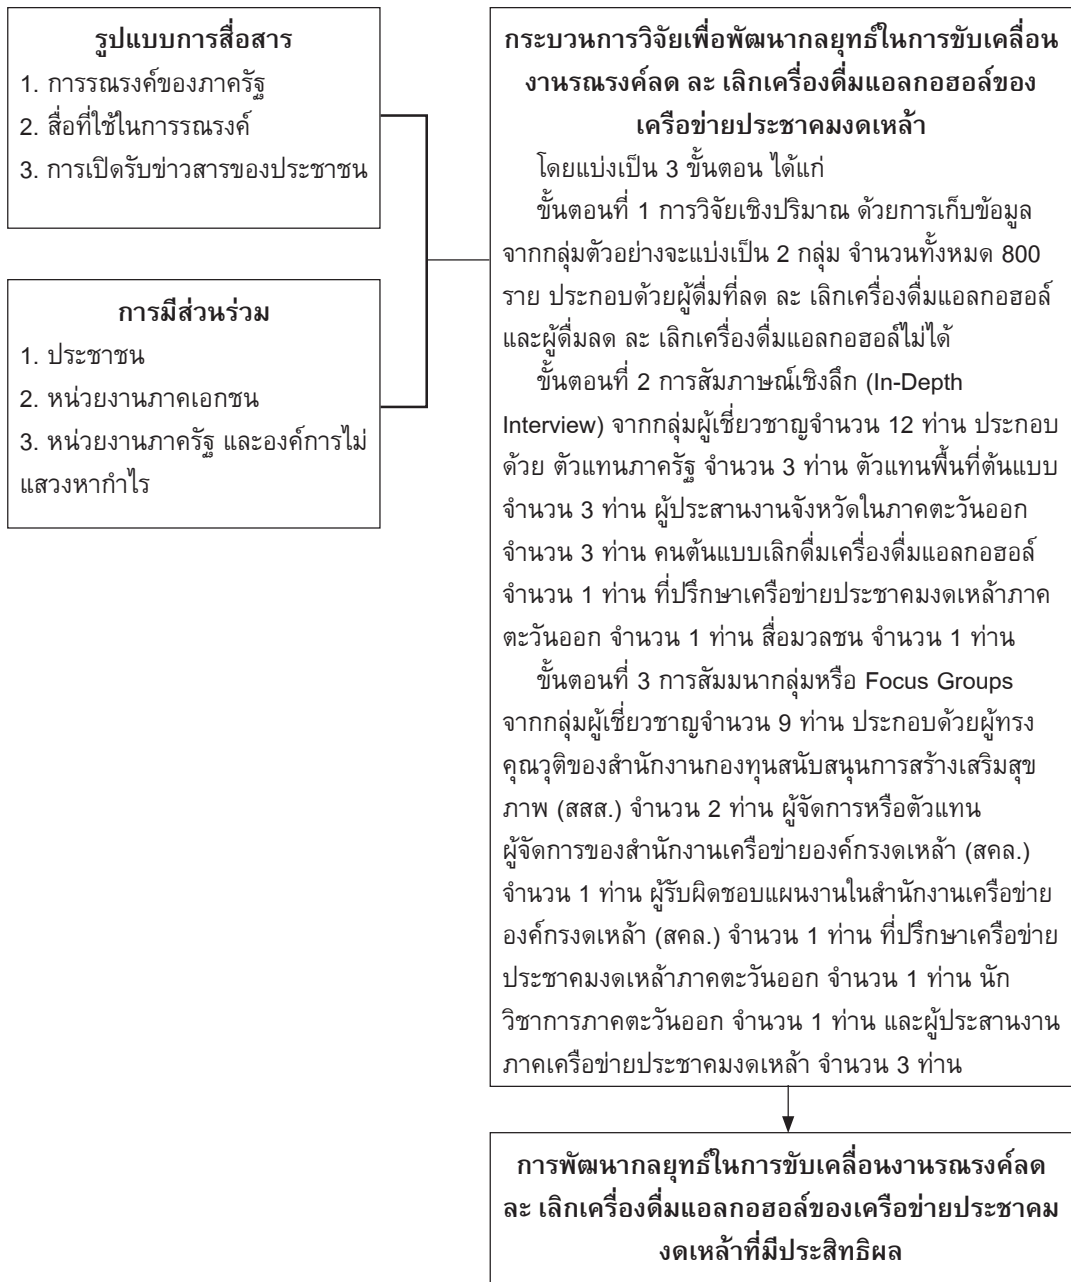 รูปแบบการสื่อสาร
1. การรณรงค์ของภาครัฐ
2. สื่อที่ใช้ในการรณรงค์
3. การเปิดรับข่าวสารของประชาชน
การมีส่วนร่วม
1. ประชาชน
2. หน่วยงานภาคเอกชน
3. หน่วยงานภาครัฐ และองค์การไม่
แสวงหากำไร
กระบวนการวิจัยเพื่อพัฒนากลยุทธ์ในการขับเคลื่อน
งานรณรงค์ลด ละ เลิกเครื่องดื่มแอลกอฮอล์ของ
เครือข่ายประชาคมงดเหล้า
โดยแบ่งเป็น 3 ขั้นตอน ได้แก่
ขั้นตอนที่ 1 การวิจัยเชิงปริมาณ ด้วยการเก็บข้อมูล
จากกลุ่มตัวอย่างจะแบ่งเป็น 2 กลุ่ม จำนวนทั้งหมด 800
ราย ประกอบด้วยผู้ดื่มที่ลด ละ เลิกเครื่องดื่มแอลกอฮอล์
และผู้ดื่มลด ละ เลิกเครื่องดื่มแอลกอฮอล์ไม่ได้
ขั้นตอนที่ 2 การสัมภาษณ์เชิงลึก (In-Depth
Interview) จากกลุ่มผู้เชี่ยวชาญจำนวน 12 ท่าน ประกอบ
ด้วย ตัวแทนภาครัฐ จำนวน 3 ท่าน ตัวแทนพื้นที่ต้นแบบ
จำนวน 3 ท่าน ผู้ประสานงานจังหวัดในภาคตะวันออก
จำนวน 3 ท่าน คนต้นแบบเลิกดื่มเครื่องดื่มแอลกอฮอล์
จำนวน 1 ท่าน ที่ปรึกษาเครือข่ายประชาคมงดเหล้าภาค
ตะวันออก จำนวน 1 ท่าน สื่อมวลชน จำนวน 1 ท่าน
ขั้นตอนที่ 3 การสัมมนากลุ่มหรือ Focus Groups
จากกลุ่มผู้เชี่ยวชาญจำนวน 9 ท่าน ประกอบด้วยผู้ทรง
คุณวุติของสำนักงานกองทุนสนับสนุนการสร้างเสริมสุข
ภาพ (สสส.) จำนวน 2 ท่าน ผู้จัดการหรือตัวแทน
ผู้จัดการของสำนักงานเครือข่ายองค์กรงดเหล้า (สคล.)
จำนวน 1 ท่าน ผู้รับผิดชอบแผนงานในสำนักงานเครือข่าย
องค์กรงดเหล้า (สคล.) จำนวน 1 ท่าน ที่ปรึกษาเครือข่าย
ประชาคมงดเหล้าภาคตะวันออก จำนวน 1 ท่าน นัก
วิชาการภาคตะวันออก จำนวน 1 ท่าน และผู้ประสานงาน
ภาคเครือข่ายประชาคมงดเหล้า จำนวน 3 ท่าน
การพัฒนากลยุทธ์ในการขับเคลื่อนงานรณรงค์ลด
ละ เลิกเครื่องดื่มแอลกอฮอล์ของเครือข่ายประชาคม
งดเหล้าที่มีประสิทธิผล